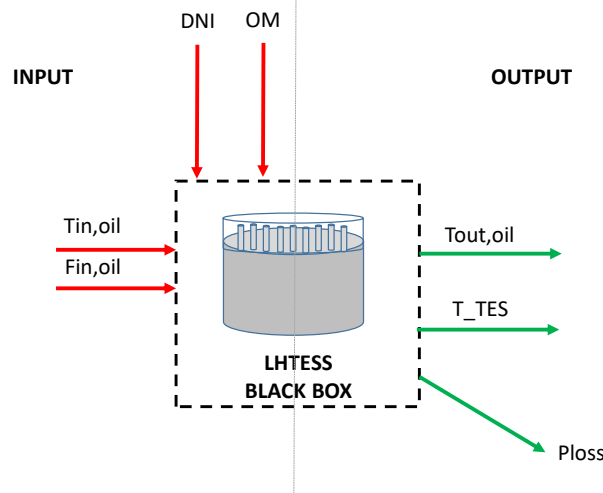 DNI OM
INPUT
OUTPUT
Tin,oil
Fin,oil
Tout,oil
T_TES
LHTESS
BLACK BOX
Ploss